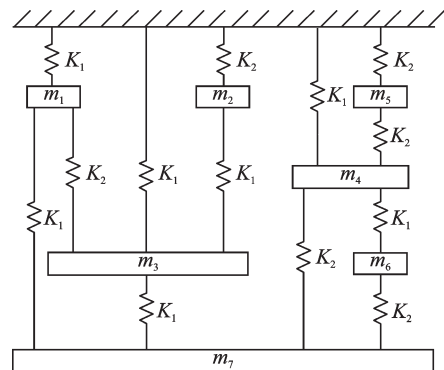 K₁ K₂ K₂
m₁ m₂ K₁ m₅
K₂
K₂ K₁ K₁ m₄
K₁ K₁
m₃ K₂ m₆
K₁ K₂
m₇